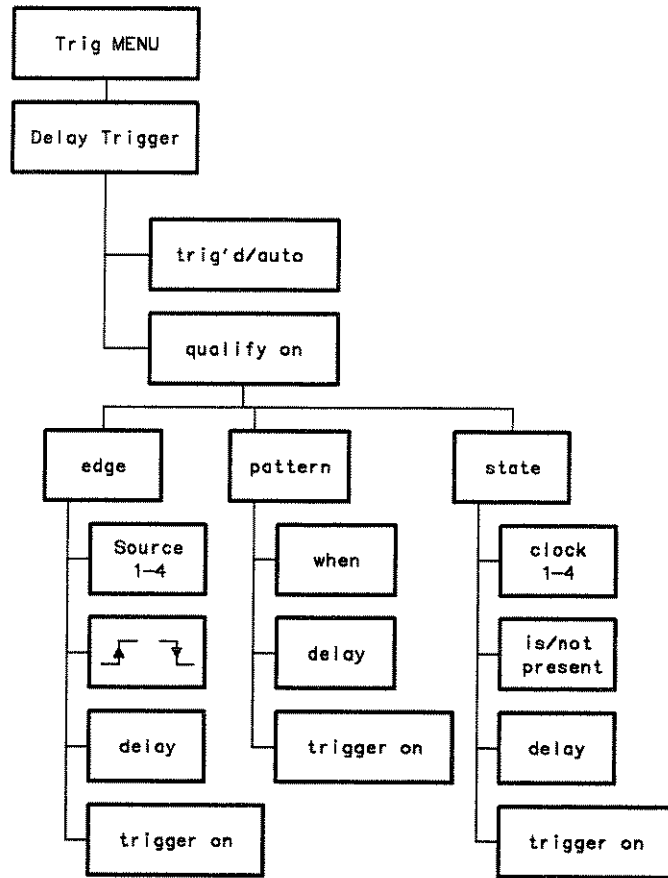 Trig MENU
Delay Trigger
trig'd/auto
qualify on
edge
pattern
state
Source
1-4
when
clock
1-4
delay
is/not
present
delay
trigger on
delay
trigger on
trigger on